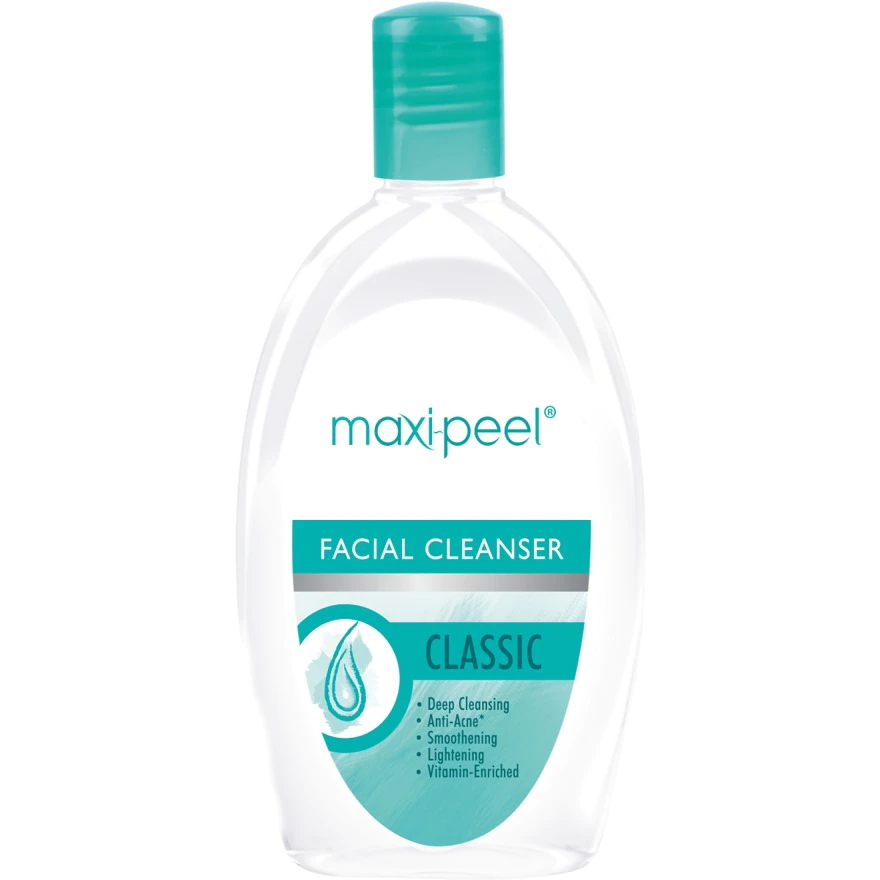 maxi-peel®
FACIAL CLEANSER
CLASSIC
• Deep Cleansing
• Anti-Acne*
• Smoothening
• Lightening
• Vitamin-Enriched